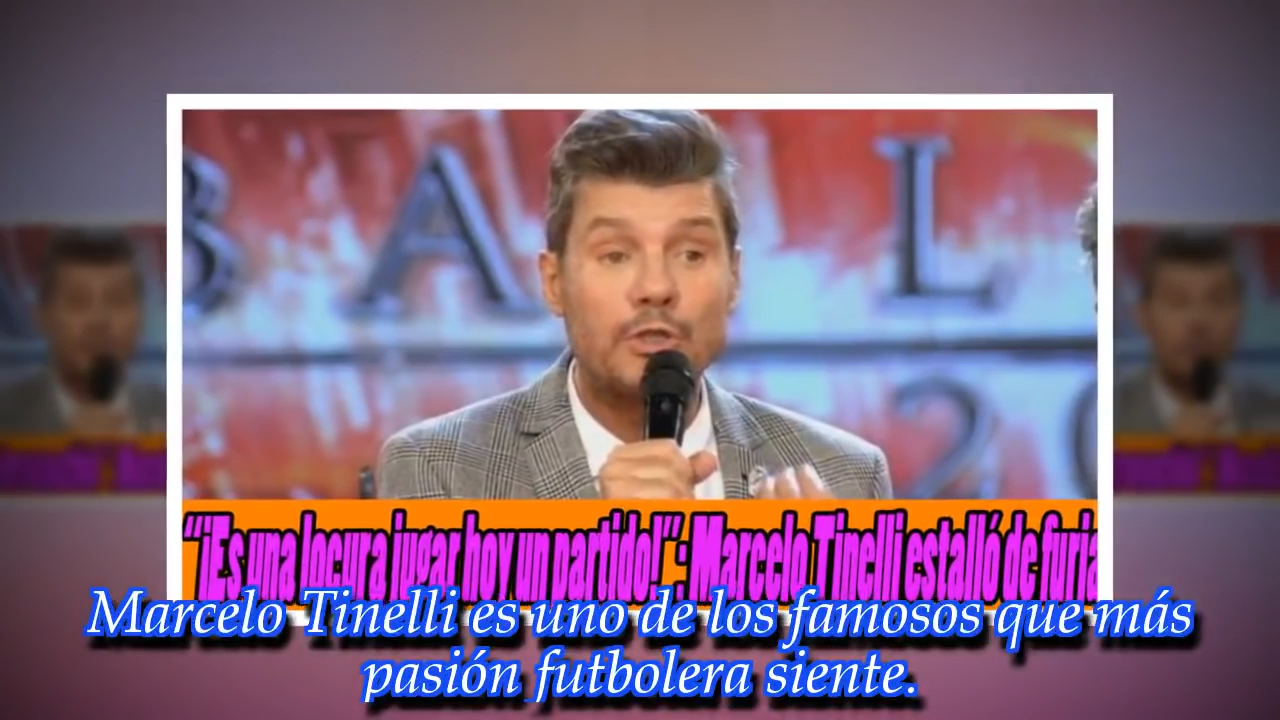 B A L
20
“¡Es una locura jugar hoy un partido!”: Marcelo Tinelli estalló de furia
Marcelo Tinelli es uno de los famosos que más
pasión futbolera siente.